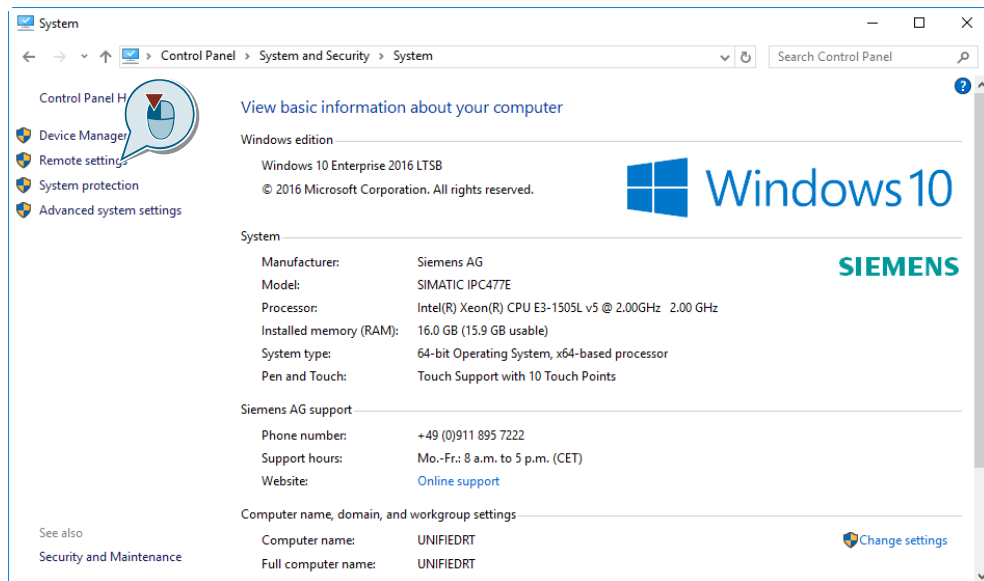 System
Control Panel > System and Security > System
Search Control Panel
Control Panel H
Device Manager
Remote settings
System protection
Advanced system settings
?
View basic information about your computer
Windows edition
Windows 10 Enterprise 2016 LTSB
© 2016 Microsoft Corporation. All rights reserved.
Windows 10
System
SIEMENS
Manufacturer: Siemens AG
Model: SIMATIC IPC477E
Processor: Intel(R) Xeon(R) CPU E3-1505L v5 @ 2.00GHz 2.00 GHz
Installed memory (RAM): 16.0 GB (15.9 GB usable)
System type: 64-bit Operating System, x64-based processor
Pen and Touch: Touch Support with 10 Touch Points
Siemens AG support
Phone number: +49 (0)911 895 7222
Support hours: Mo.-Fr.: 8 a.m. to 5 p.m. (CET)
Website: Online support
Computer name, domain, and workgroup settings
Computer name: UNIFIEDRT
Change settings
Full computer name: UNIFIEDRT
See also
Security and Maintenance